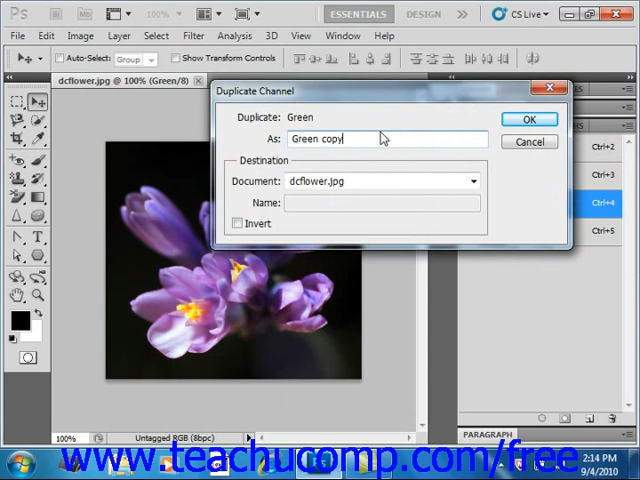 Ps
Br
Mb
150%
ESSENTIALS
DESIGN
CS Live
File Edit Image Layer Select Filter Analysis 3D View Window Help
Auto-Select: Group
Show Transform Controls
dcflower.jpg @ 100% (Green/8)
Duplicate Channel
Duplicate: Green
As: Green copy
OK
Cancel
Destination
Document: dcflower.jpg
Name:
Invert
Ctrl+2
Ctrl+3
Ctrl+4
Ctrl+5
T
100%
Untagged RGB (8bpc)
PARAGRAPH
www.teachucomp.com/free
2:14 PM
9/4/2010